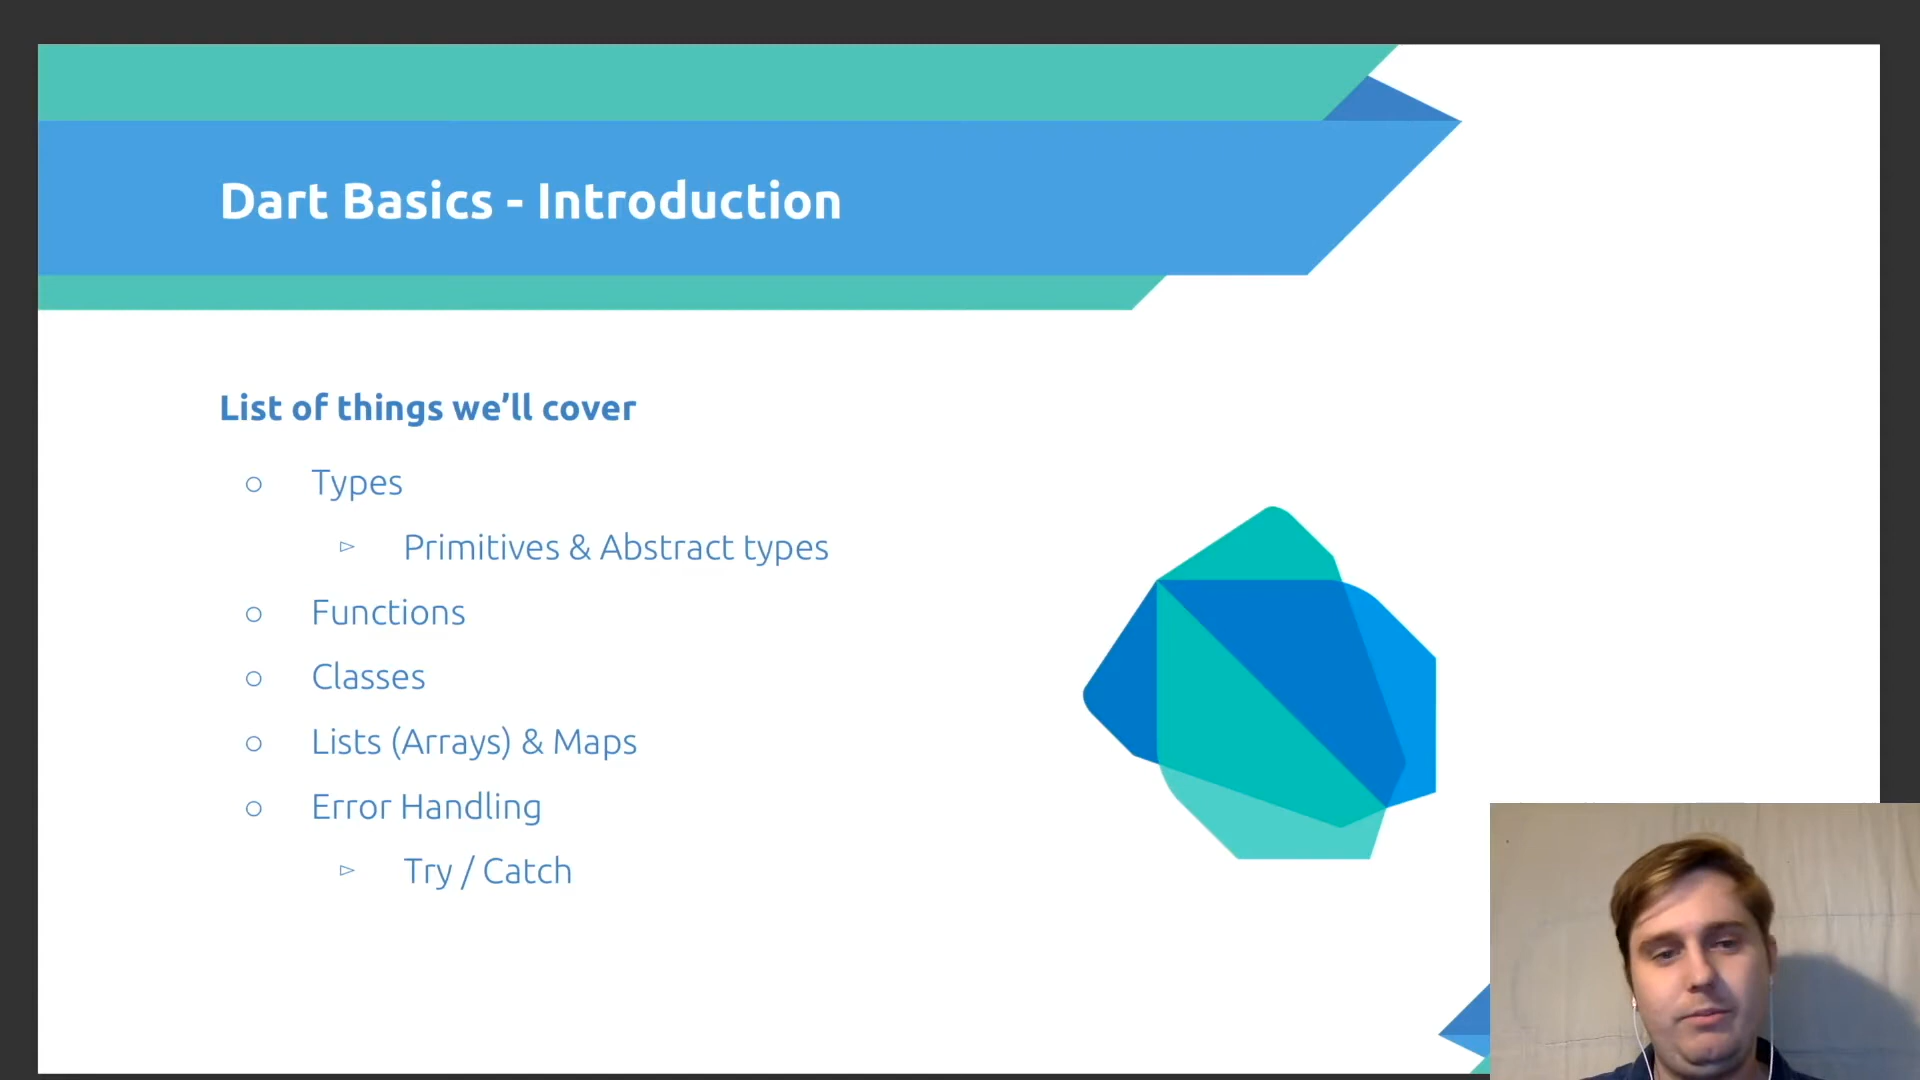 Dart Basics - Introduction
List of things we’ll cover
○ Types
▻ Primitives & Abstract types
○ Functions
○ Classes
○ Lists (Arrays) & Maps
○ Error Handling
▻ Try / Catch